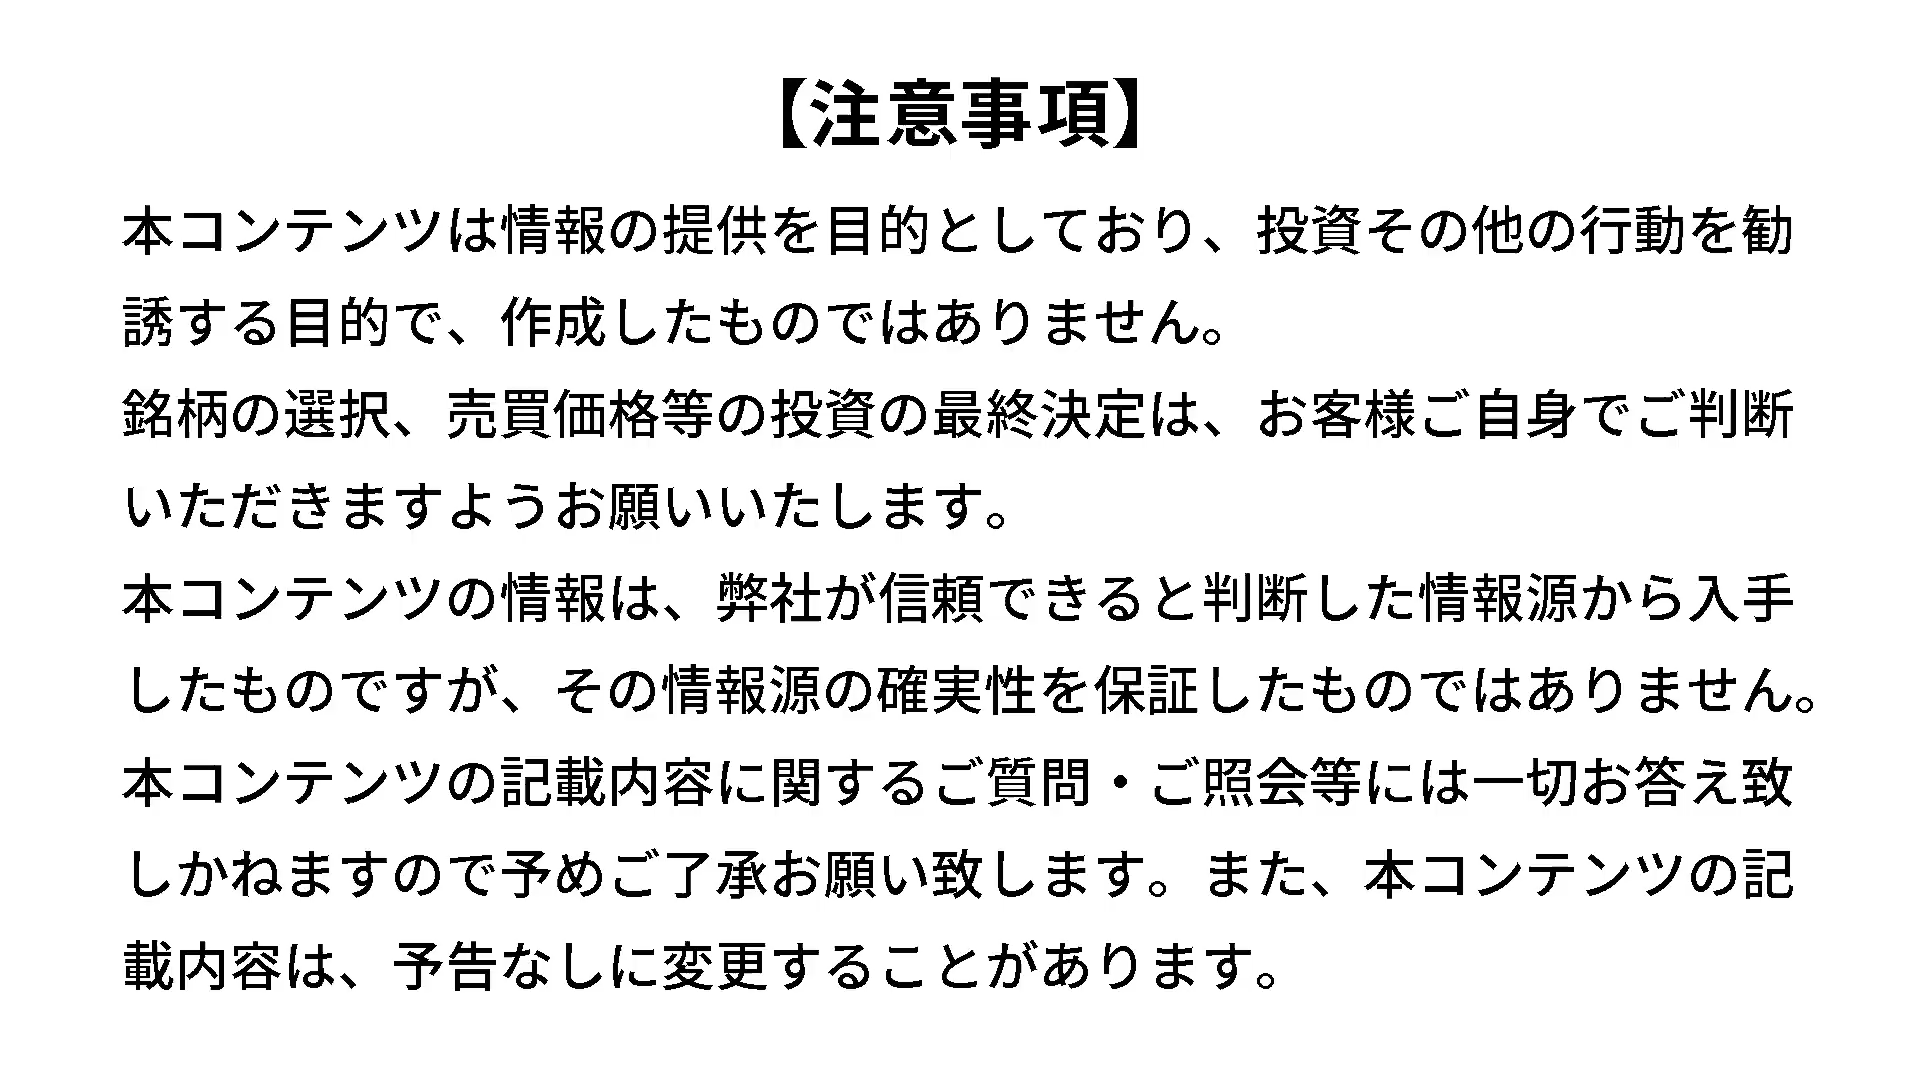 【注意事項】
本コンテンツは情報の提供を目的としており、投資その他の行動を勧
誘する目的で、作成したものではありません。
銘柄の選択、売買価格等の投資の最終決定は、お客様ご自身でご判断
いただきますようお願いいたします。
本コンテンツの情報は、弊社が信頼できると判断した情報源から入手
したものですが、その情報源の確実性を保証したものではありません。
本コンテンツの記載内容に関するご質問・ご照会等には一切お答え致
しかねますので予めご了承お願い致します。また、本コンテンツの記
載内容は、予告なしに変更することがあります。